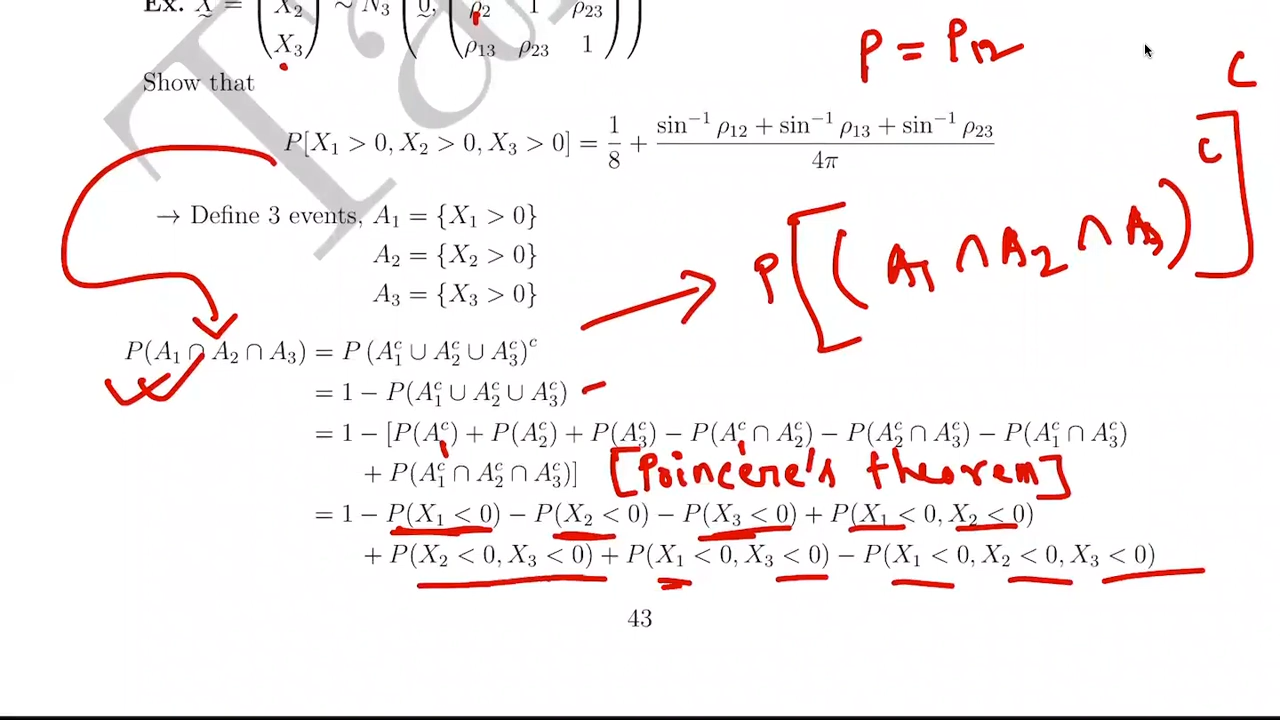 Ex. X = (X2 X3) ~ N3 (0, (ρ2 1 ρ23
ρ13 ρ23 1))
P = P12
Show that
P[X1 > 0, X2 > 0, X3 > 0] = 1/8 + (sin⁻¹ ρ12 + sin⁻¹ ρ13 + sin⁻¹ ρ23)/4π
→ Define 3 events, A1 = {X1 > 0}
A2 = {X2 > 0}
A3 = {X3 > 0}
P[(A1 ∩ A2 ∩ A3)ᶜ]ᶜ
P(A1 ∩ A2 ∩ A3) = P (A1ᶜ ∪ A2ᶜ ∪ A3ᶜ)ᶜ
= 1 − P(A1ᶜ ∪ A2ᶜ ∪ A3ᶜ)
= 1 − [P(Aᶜ) + P(A2ᶜ) + P(A3ᶜ) − P(Aᶜ ∩ A2ᶜ) − P(A2ᶜ ∩ A3ᶜ) − P(A1ᶜ ∩ A3ᶜ)
+ P(A1ᶜ ∩ A2ᶜ ∩ A3ᶜ)] [Poincere's theorem]
= 1 − P(X1 < 0) − P(X2 < 0) − P(X3 < 0) + P(X1 < 0, X2 < 0)
+ P(X2 < 0, X3 < 0) + P(X1 < 0, X3 < 0) − P(X1 < 0, X2 < 0, X3 < 0)
43